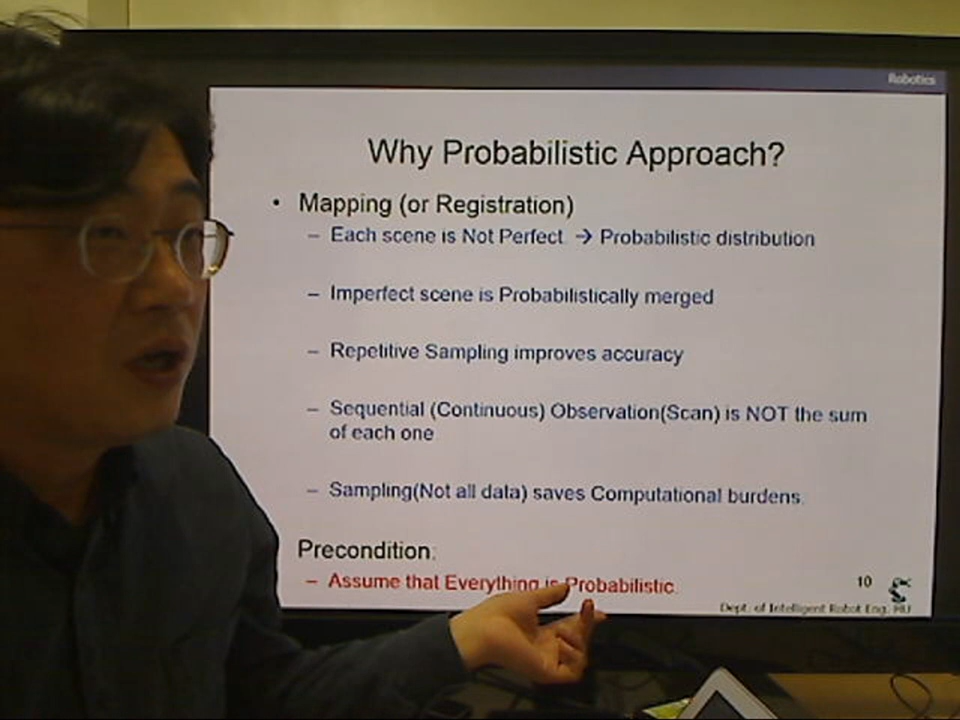 Robotics
Why Probabilistic Approach?
• Mapping (or Registration)
– Each scene is Not Perfect. → Probabilistic distribution
– Imperfect scene is Probabilistically merged
– Repetitive Sampling improves accuracy
– Sequential (Continuous) Observation(Scan) is NOT the sum
of each one
– Sampling(Not all data) saves Computational burdens.
Precondition:
– Assume that Everything is Probabilistic.
10
Dept. of Intelligent Robot Eng. MU